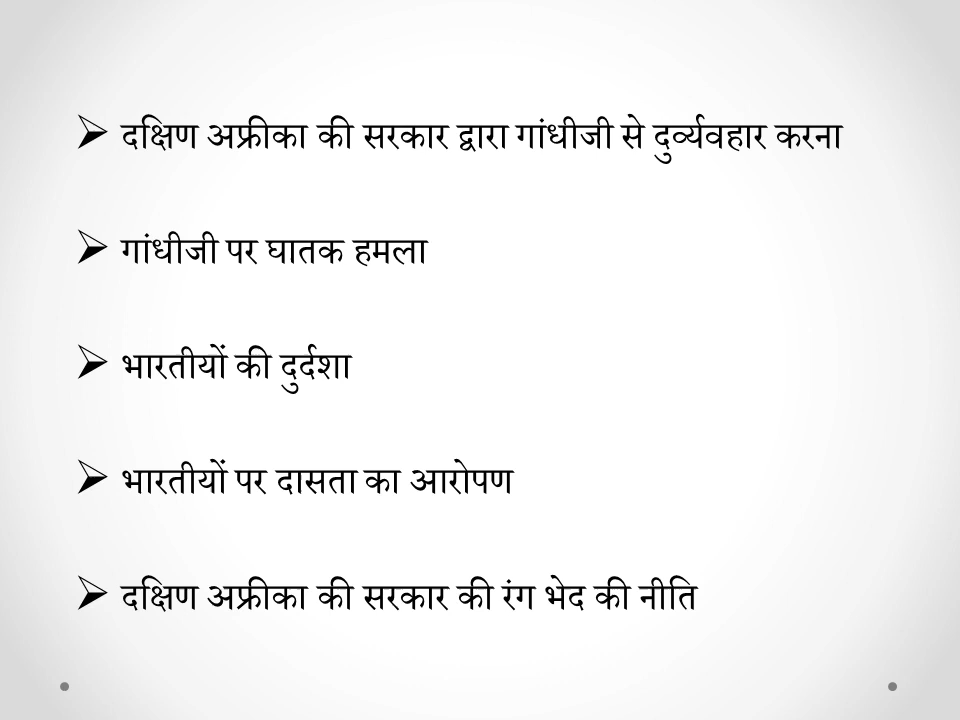 ➢ दक्षिण अफ्रीका की सरकार द्वारा गांधीजी से दुर्व्यवहार करना
➢ गांधीजी पर घातक हमला
➢ भारतीयों की दुर्दशा
➢ भारतीयों पर दासता का आरोपण
➢ दक्षिण अफ्रीका की सरकार की रंग भेद की नीति